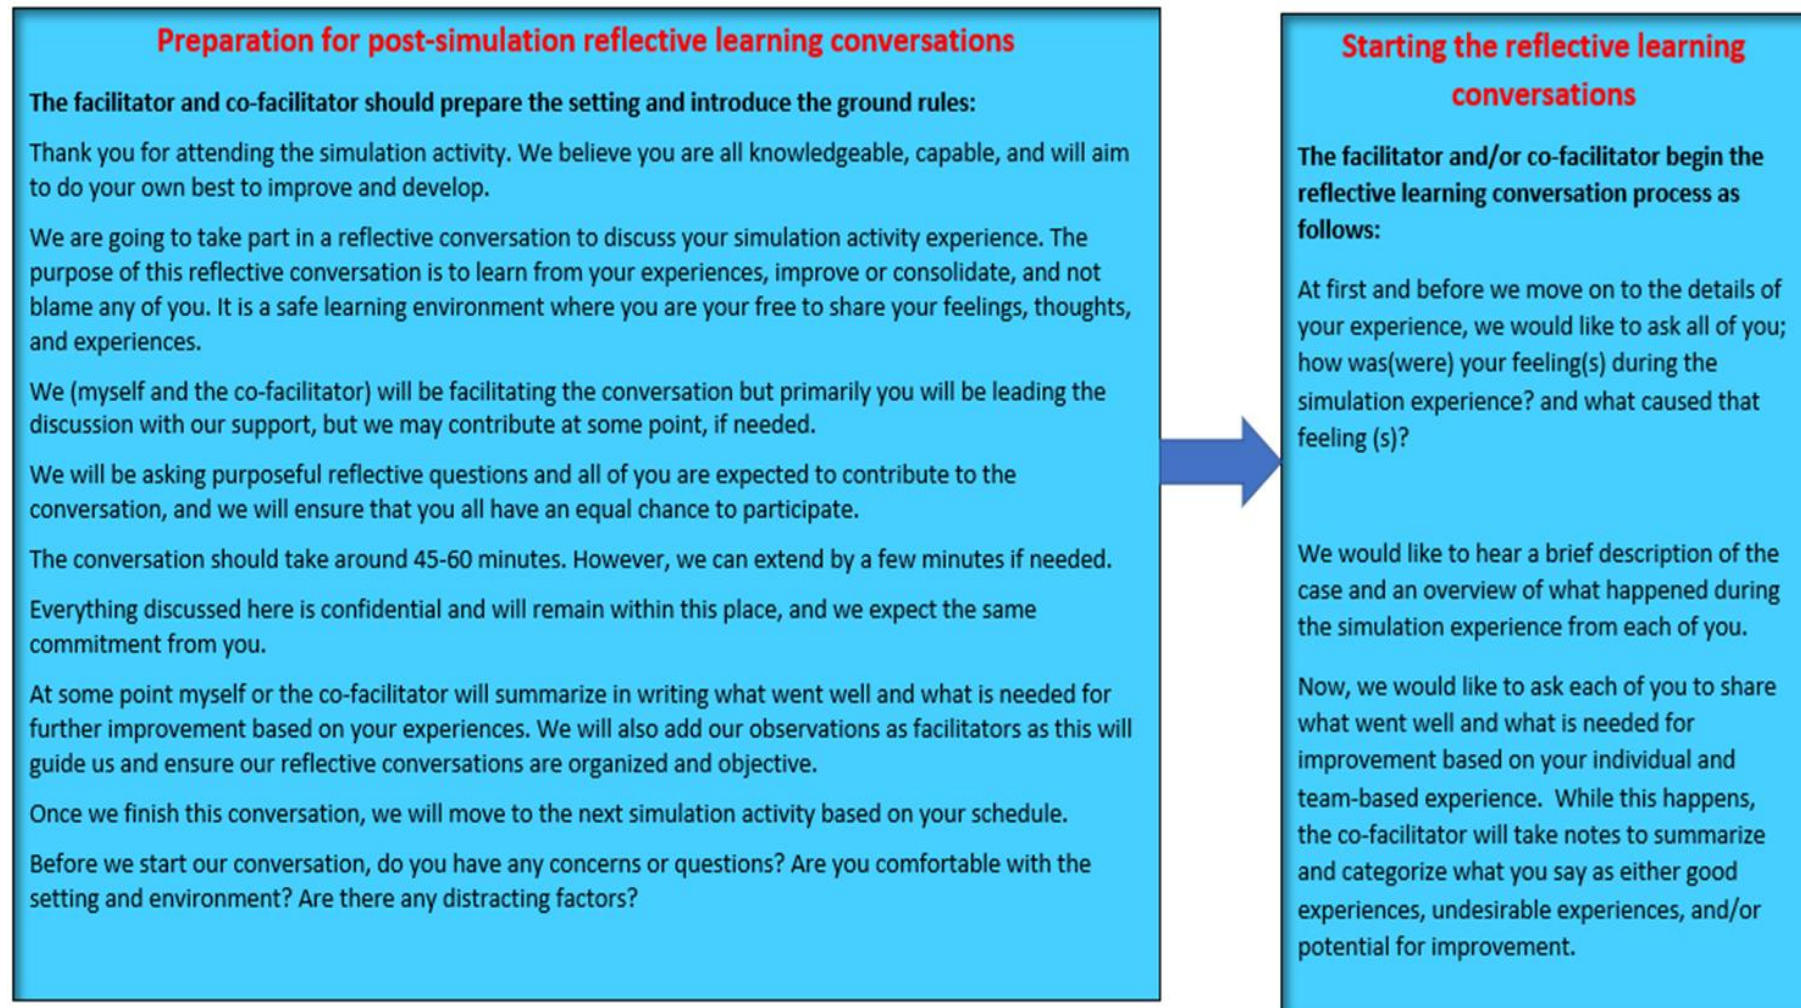 Preparation for post-simulation reflective learning conversations
The facilitator and co-facilitator should prepare the setting and introduce the ground rules:
Thank you for attending the simulation activity. We believe you are all knowledgeable, capable, and will aim
to do your own best to improve and develop.
We are going to take part in a reflective conversation to discuss your simulation activity experience. The
purpose of this reflective conversation is to learn from your experiences, improve or consolidate, and not
blame any of you. It is a safe learning environment where you are your free to share your feelings, thoughts,
and experiences.
We (myself and the co-facilitator) will be facilitating the conversation but primarily you will be leading the
discussion with our support, but we may contribute at some point, if needed.
We will be asking purposeful reflective questions and all of you are expected to contribute to the
conversation, and we will ensure that you all have an equal chance to participate.
The conversation should take around 45-60 minutes. However, we can extend by a few minutes if needed.
Everything discussed here is confidential and will remain within this place, and we expect the same
commitment from you.
At some point myself or the co-facilitator will summarize in writing what went well and what is needed for
further improvement based on your experiences. We will also add our observations as facilitators as this will
guide us and ensure our reflective conversations are organized and objective.
Once we finish this conversation, we will move to the next simulation activity based on your schedule.
Before we start our conversation, do you have any concerns or questions? Are you comfortable with the
setting and environment? Are there any distracting factors?
Starting the reflective learning
conversations
The facilitator and/or co-facilitator begin the
reflective learning conversation process as
follows:
At first and before we move on to the details of
your experience, we would like to ask all of you;
how was(were) your feeling(s) during the
simulation experience? and what caused that
feeling (s)?
We would like to hear a brief description of the
case and an overview of what happened during
the simulation experience from each of you.
Now, we would like to ask each of you to share
what went well and what is needed for
improvement based on your individual and
team-based experience.  While this happens,
the co-facilitator will take notes to summarize
and categorize what you say as either good
experiences, undesirable experiences, and/or
potential for improvement.